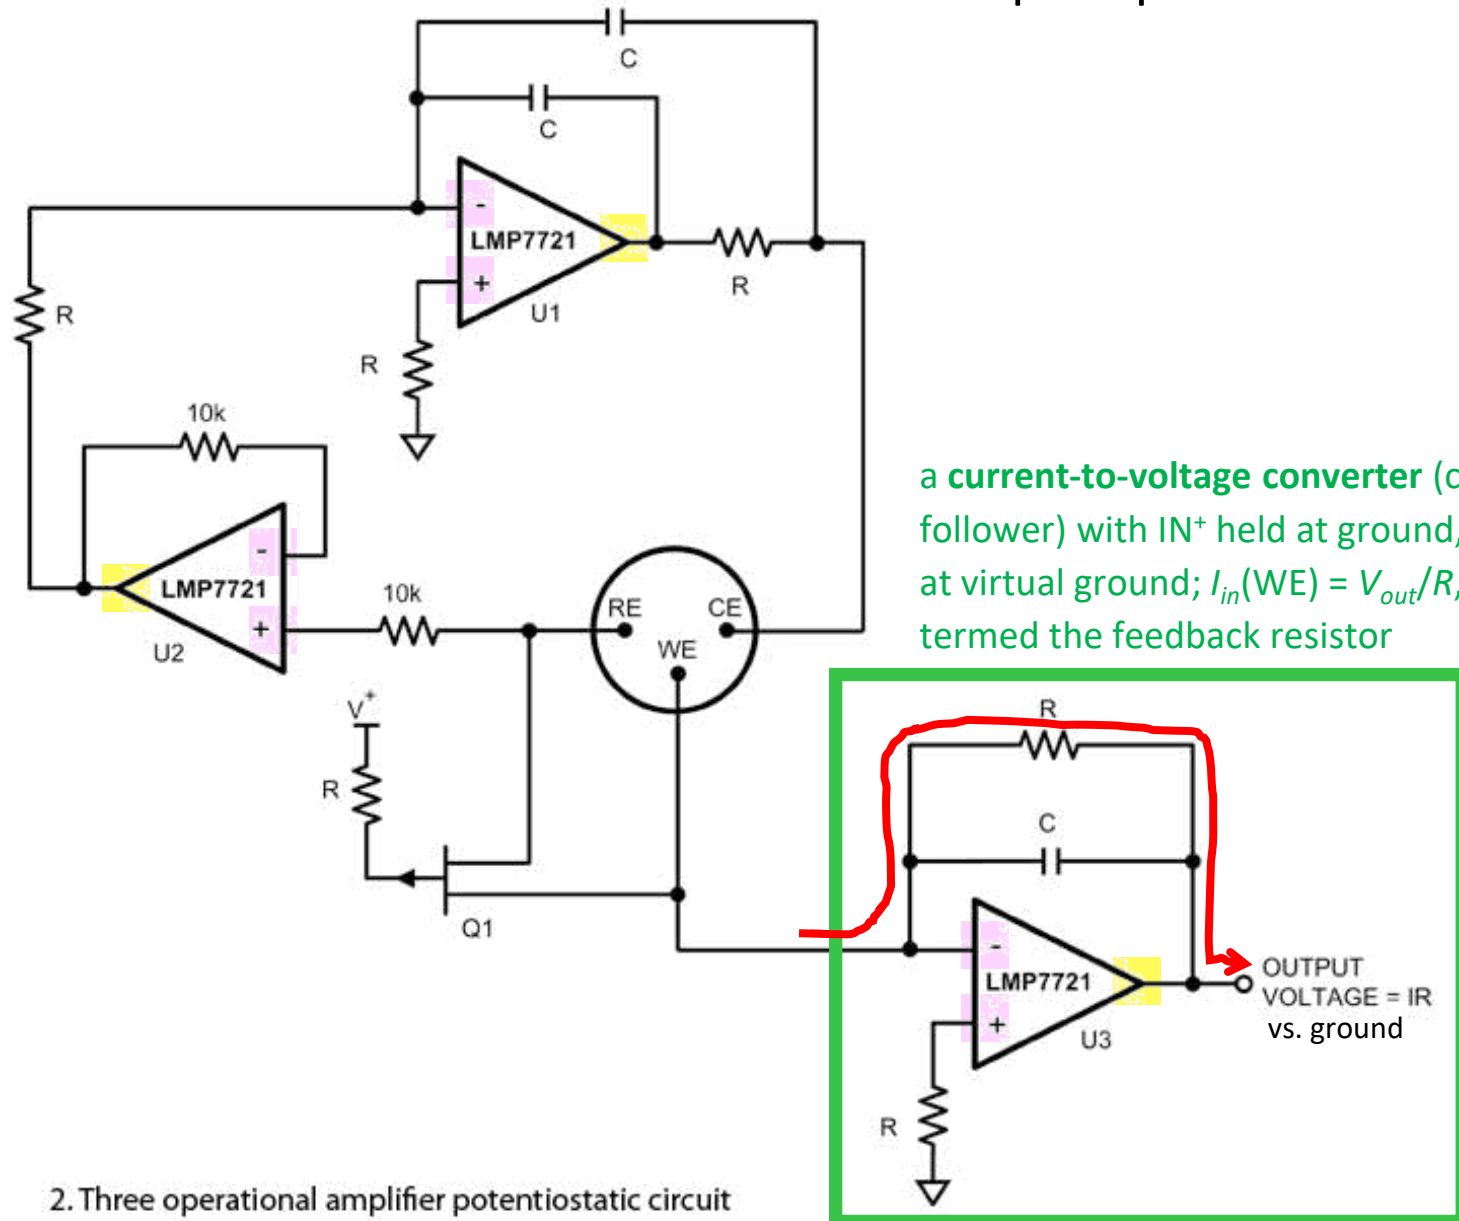 C
C
-
LMP7721
+
U1
R
R
R
10k
-
LMP7721
+
U2
10k
RE
CE
WE
a current-to-voltage converter (c
follower) with IN⁺ held at ground,
at virtual ground; Iin(WE) = Vout/R,
termed the feedback resistor
V+
R
Q1
R
C
-
LMP7721
+
U3
R
OUTPUT
VOLTAGE = IR
vs. ground
2. Three operational amplifier potentiostatic circuit